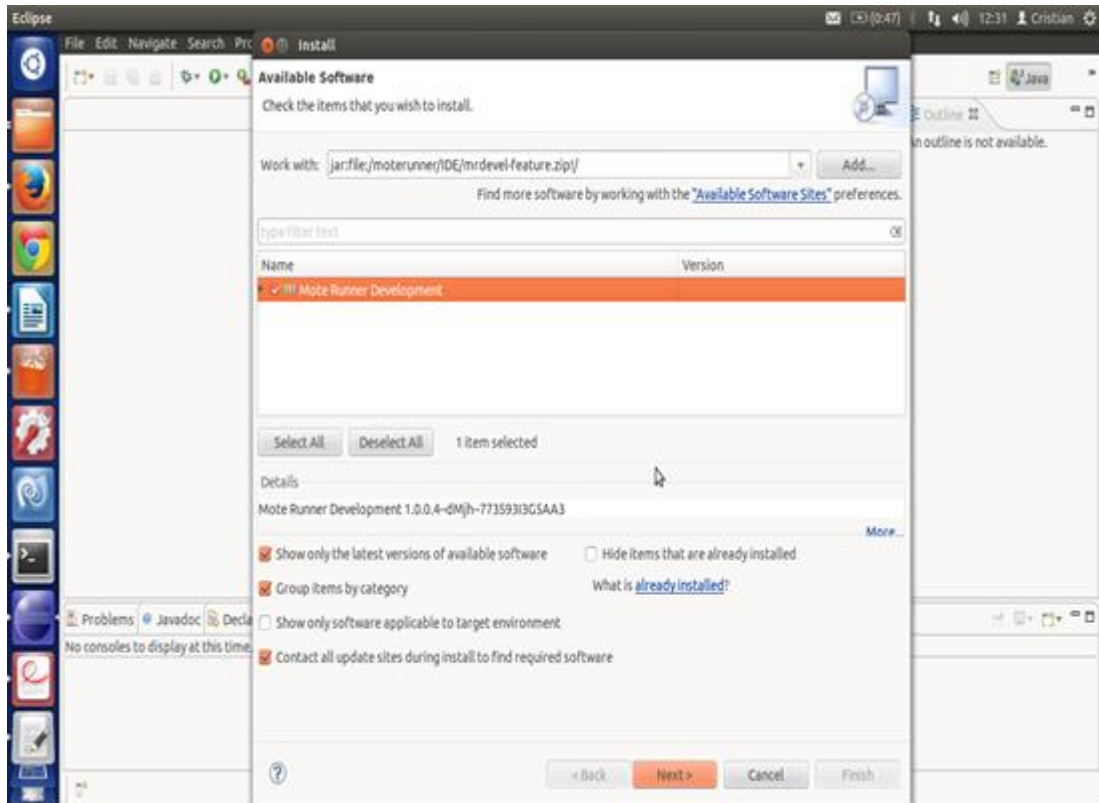 Eclipse
(0:47) 12:31 Cristian
File Edit Navigate Search
Install
Java
Available Software
Check the items that you wish to install.
Outline
An outline is not available.
Work with: jar:file:/moterunner/IDE/mrdevel-feature.zip!/ Add...
Find more software by working with the "Available Software Sites" preferences.
type filter text
Name Version
Mote Runner Development
Select All Deselect All 1 item selected
Details
Mote Runner Development 1.0.0.4--dMjh--773593I3G5AA3
More...
Show only the latest versions of available software Hide items that are already installed
Group items by category What is already installed?
Show only software applicable to target environment
Contact all update sites during install to find required software
Problems Javadoc Decla
No consoles to display at this time.
< Back Next > Cancel Finish